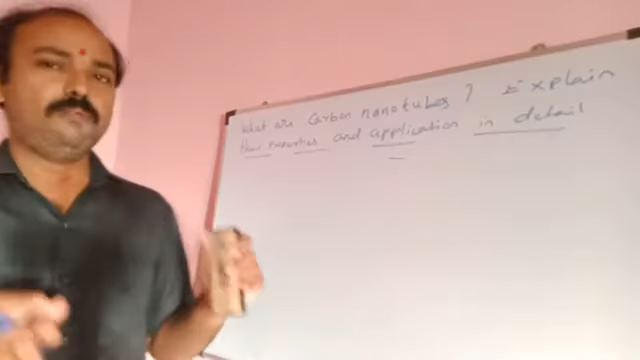 What are Carbon nanotubes ? Explain
their properties and application in detail